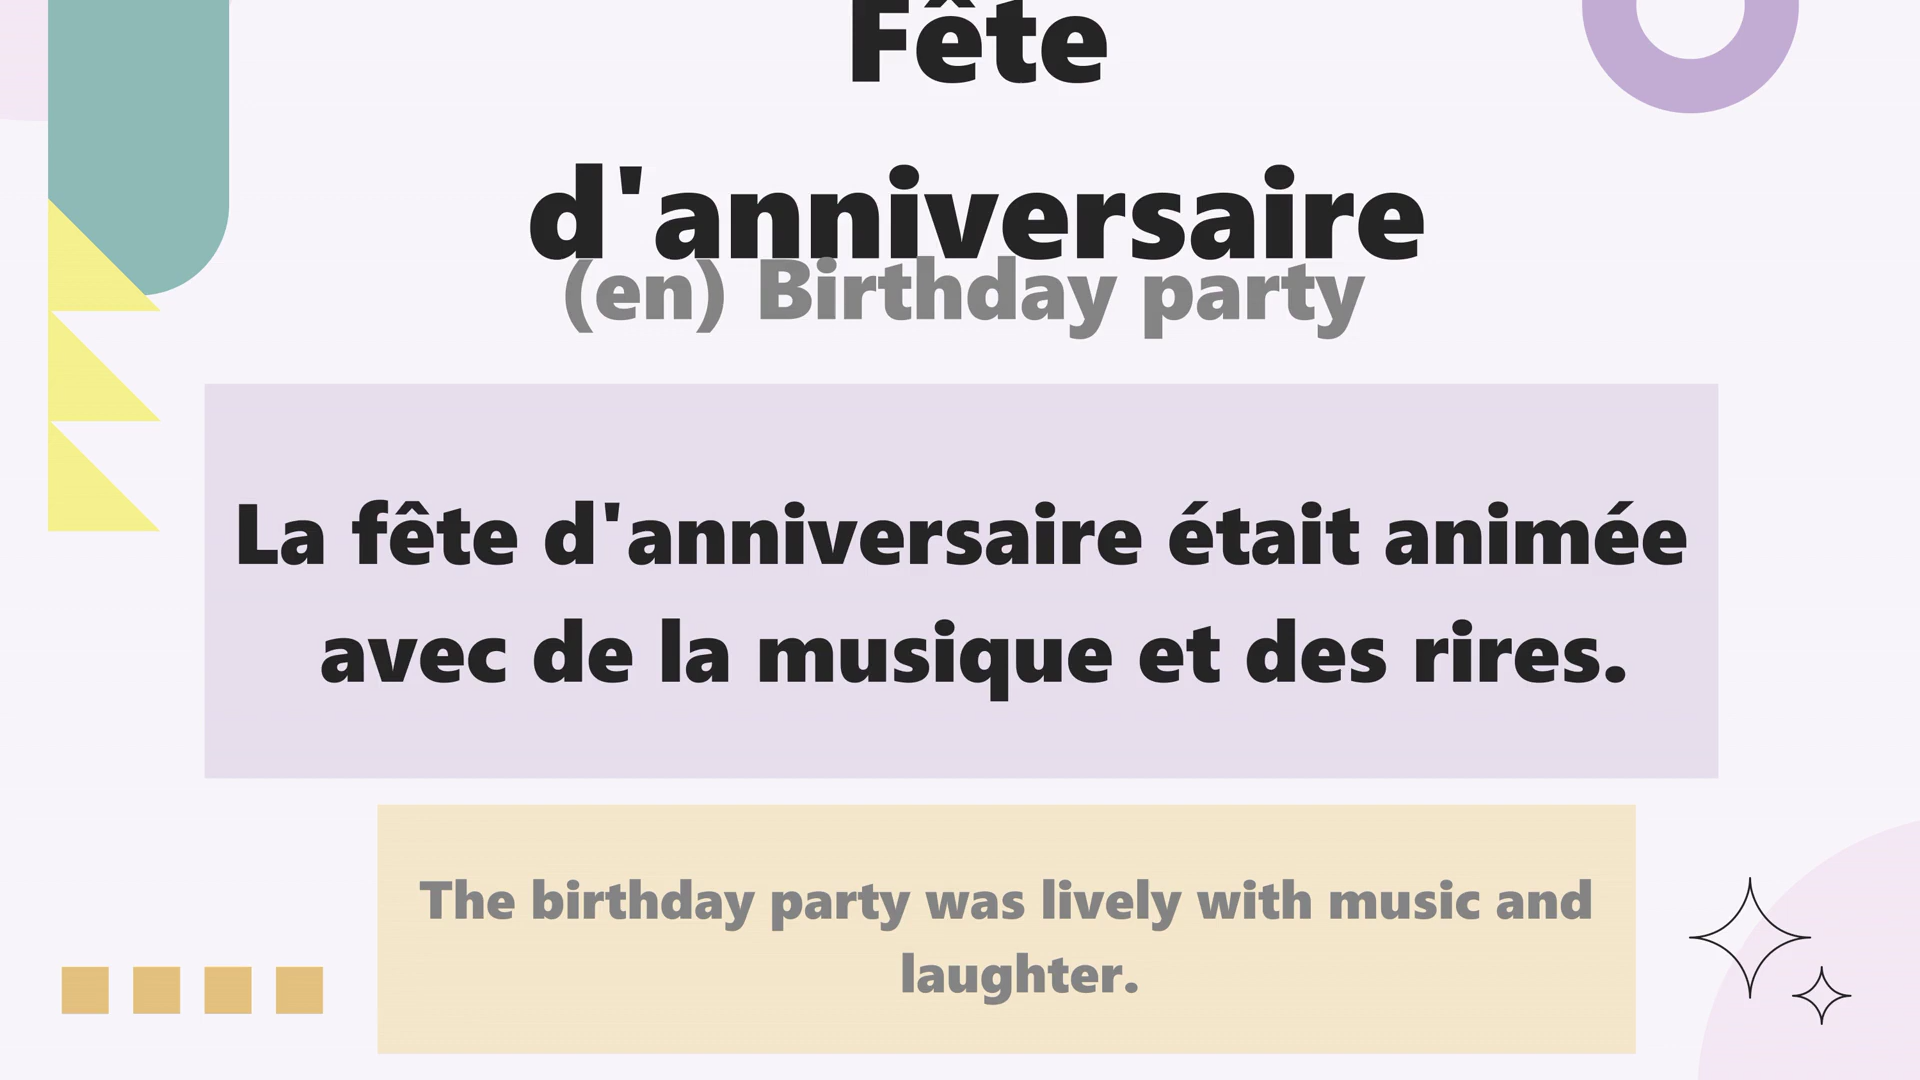 Fête
d'anniversaire
(en) Birthday party
La fête d'anniversaire était animée
avec de la musique et des rires.
The birthday party was lively with music and
laughter.